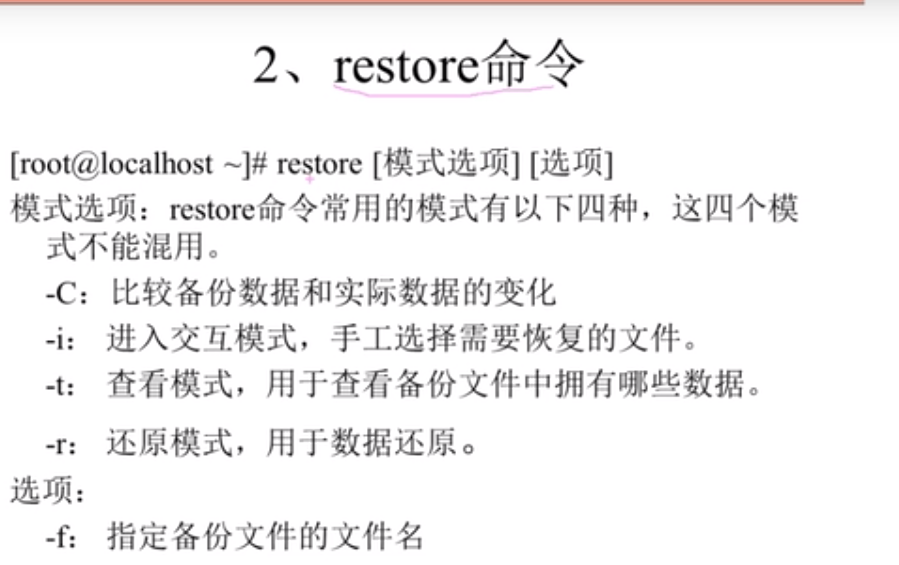 2、restore命令
[root@localhost ~]# restore [模式选项] [选项]
模式选项：restore命令常用的模式有以下四种，这四个模
式不能混用。
-C：比较备份数据和实际数据的变化
-i： 进入交互模式，手工选择需要恢复的文件。
-t： 查看模式，用于查看备份文件中拥有哪些数据。
-r： 还原模式，用于数据还原。
选项：
-f： 指定备份文件的文件名